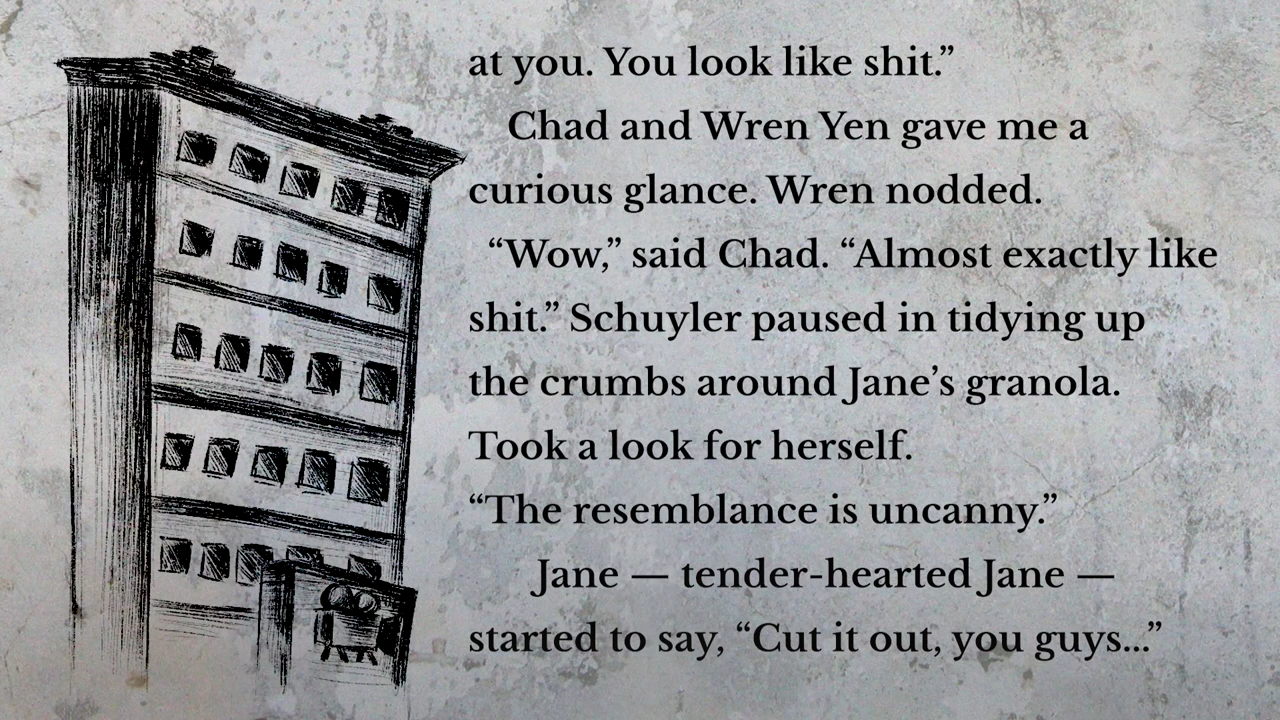 at you. You look like shit.”
Chad and Wren Yen gave me a
curious glance. Wren nodded.
“Wow,” said Chad. “Almost exactly like
shit.” Schuyler paused in tidying up
the crumbs around Jane’s granola.
Took a look for herself.
“The resemblance is uncanny.”
Jane — tender-hearted Jane —
started to say, “Cut it out, you guys...”